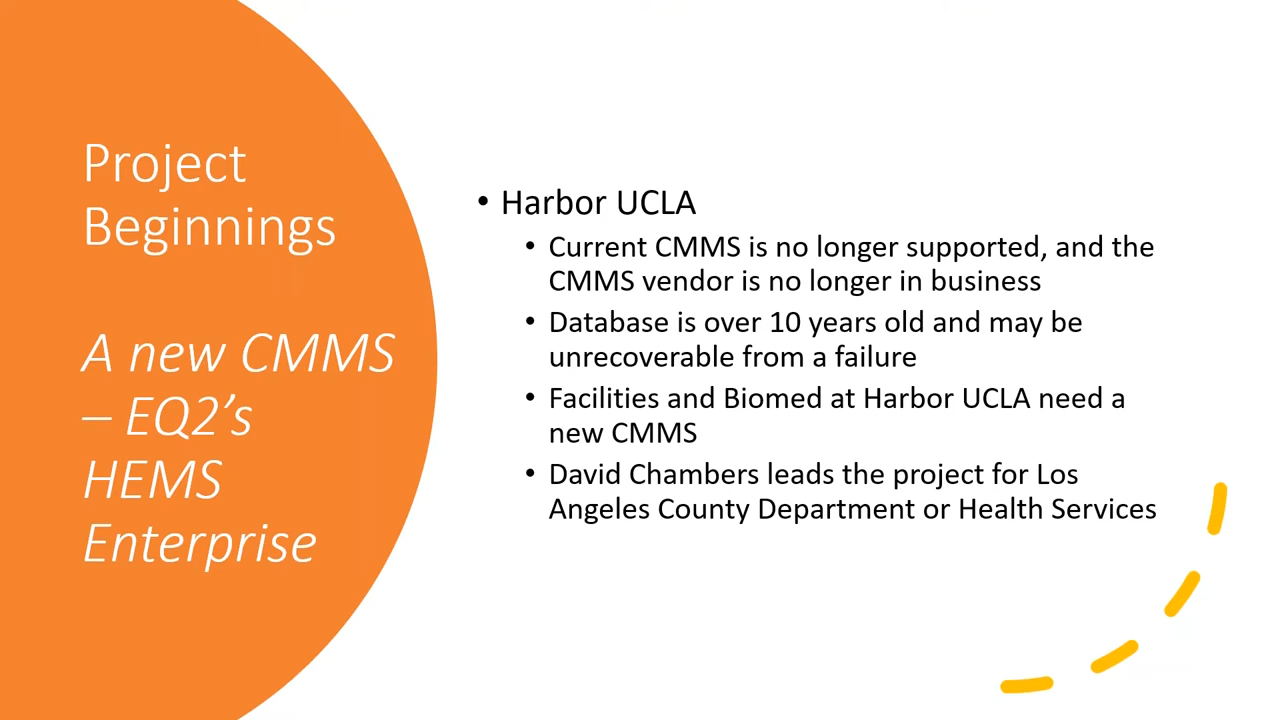 Project
Beginnings
A new CMMS
– EQ2’s
HEMS
Enterprise
• Harbor UCLA
• Current CMMS is no longer supported, and the
CMMS vendor is no longer in business
• Database is over 10 years old and may be
unrecoverable from a failure
• Facilities and Biomed at Harbor UCLA need a
new CMMS
• David Chambers leads the project for Los
Angeles County Department or Health Services